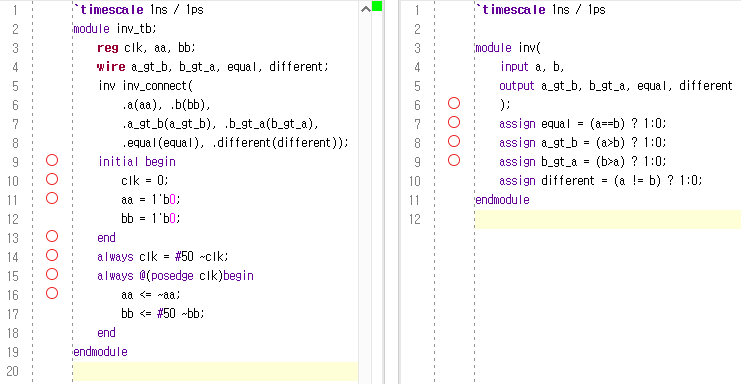 1 `timescale 1ns / 1ps
2 module inv_tb;
3 reg clk, aa, bb;
4 wire a_gt_b, b_gt_a, equal, different;
5 inv inv_connect(
6 .a(aa), .b(bb),
7 .a_gt_b(a_gt_b), .b_gt_a(b_gt_a),
8 .equal(equal), .different(different));
9 initial begin
10 clk = 0;
11 aa = 1'b0;
12 bb = 1'b0;
13 end
14 always clk = #50 ~clk;
15 always @(posedge clk)begin
16 aa <= ~aa;
17 bb <= #50 ~bb;
18 end
19 endmodule
20
1 `timescale 1ns / 1ps
2
3 module inv(
4 input a, b,
5 output a_gt_b, b_gt_a, equal, different
6 );
7 assign equal = (a==b) ? 1:0;
8 assign a_gt_b = (a>b) ? 1:0;
9 assign b_gt_a = (b>a) ? 1:0;
10 assign different = (a != b) ? 1:0;
11 endmodule
12